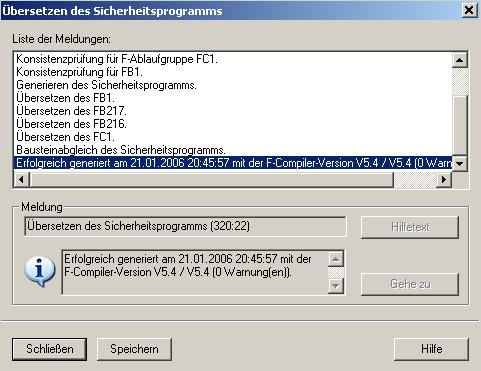 Übersetzen des Sicherheitsprogramms
Liste der Meldungen:
Konsistenzprüfung für F-Ablaufgruppe FC1.
Konsistenzprüfung für FB1.
Generieren des Sicherheitsprogramms.
Übersetzen des FB1.
Übersetzen des FB217.
Übersetzen des FB216.
Übersetzen des FC1.
Bausteinabgleich des Sicherheitsprogramms.
Erfolgreich generiert am 21.01.2006 20:45:57 mit der F-Compiler-Version V5.4 / V5.4 (0 Warn
Meldung
Übersetzen des Sicherheitsprogramms (320:22)
Hilfetext
Erfolgreich generiert am 21.01.2006 20:45:57 mit der
F-Compiler-Version V5.4 / V5.4 (0 Warnung(en)).
Gehe zu
Schließen
Speichern
Hilfe